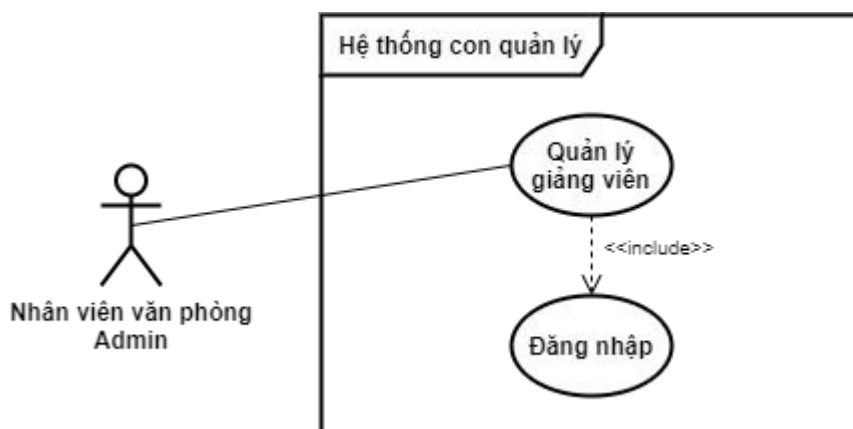 Hệ thống con quản lý
Quản lý
giảng viên
<<include>>
Nhân viên văn phòng
Admin
Đăng nhập